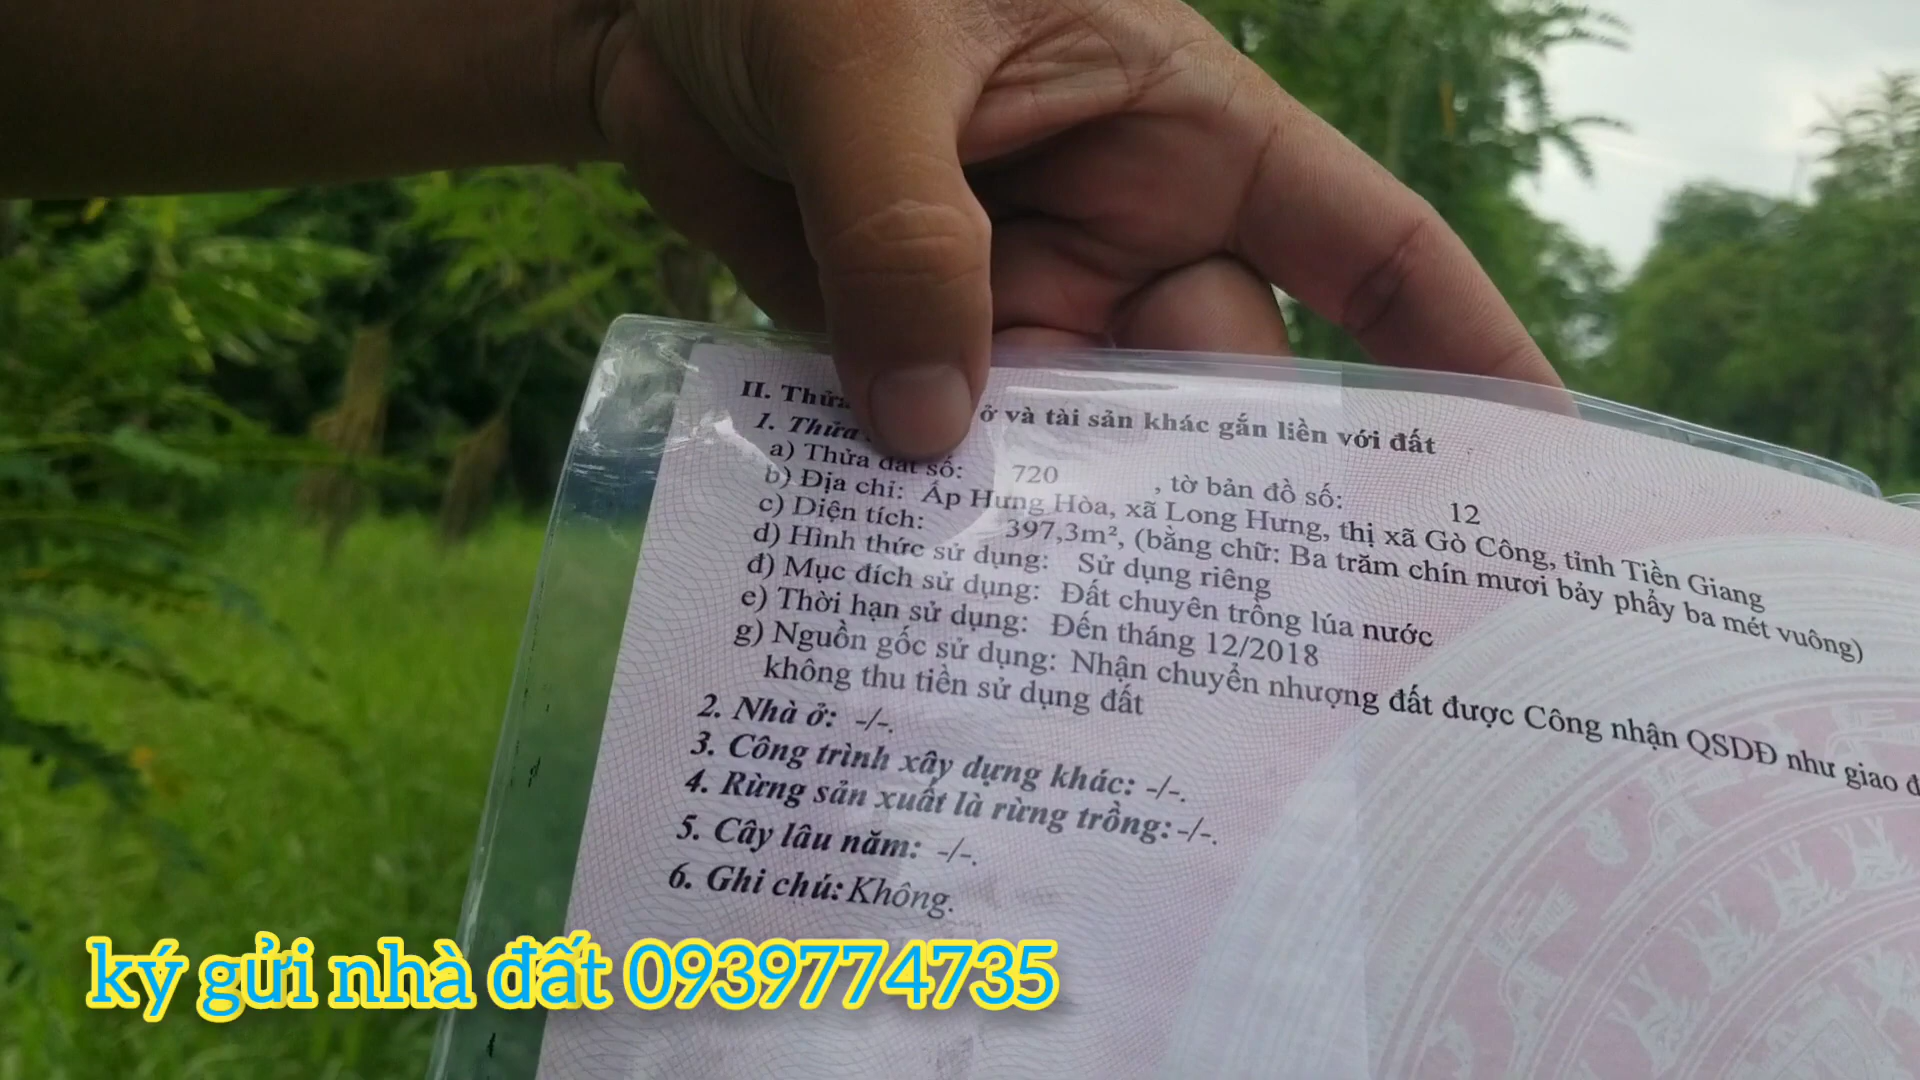 II. Thửa ở và tài sản khác gắn liền với đất
1. Thửa
a) Thửa đất số: 720 , tờ bản đồ số: 12
b) Địa chỉ: Ấp Hưng Hòa, xã Long Hưng, thị xã Gò Công, tỉnh Tiền Giang
c) Diện tích: 397,3m², (bằng chữ: Ba trăm chín mươi bảy phẩy ba mét vuông)
d) Hình thức sử dụng: Sử dụng riêng
đ) Mục đích sử dụng: Đất chuyên trồng lúa nước
e) Thời hạn sử dụng: Đến tháng 12/2018
g) Nguồn gốc sử dụng: Nhận chuyển nhượng đất được Công nhận QSDĐ như giao
không thu tiền sử dụng đất
2. Nhà ở: -/-.
3. Công trình xây dựng khác: -/-.
4. Rừng sản xuất là rừng trồng: -/-.
5. Cây lâu năm: -/-.
6. Ghi chú: Không.
ký gửi nhà đất 0939774735